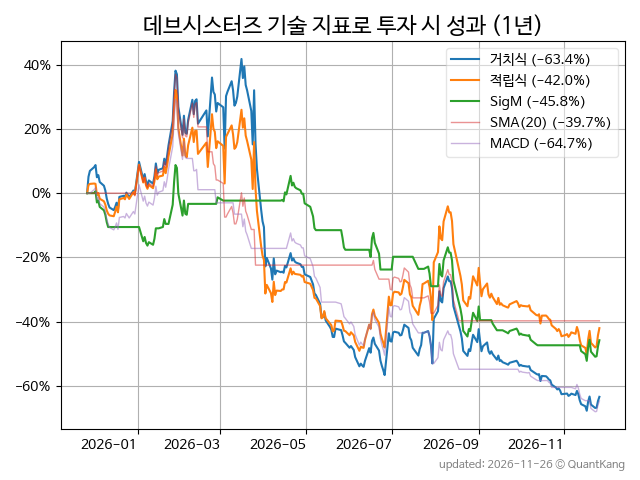 데브시스터즈 기술 지표로 투자 시 성과 (1년)
거치식 (−63.4%)
적립식 (−42.0%)
SigM (−45.8%)
SMA(20) (−39.7%)
MACD (−64.7%)
40%
20%
0%
−20%
−40%
−60%
2026−01 2026−03 2026−05 2026−07 2026−09 2026−11
updated: 2026-11-26 © QuantKang